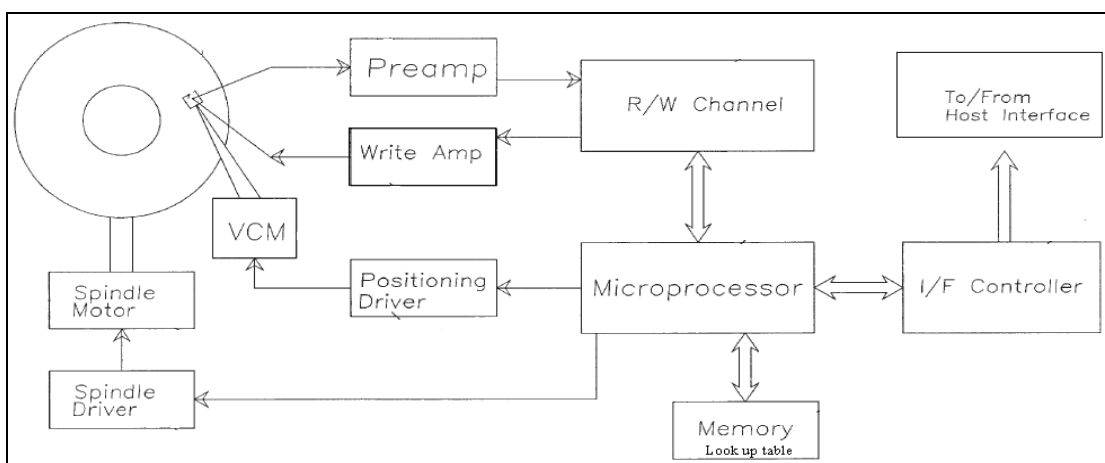 Preamp
R/W Channel
To/From
Host Interface
Write Amp
VCM
Positioning
Driver
Microprocessor
I/F Controller
Spindle
Motor
Spindle
Driver
Memory
Look up table